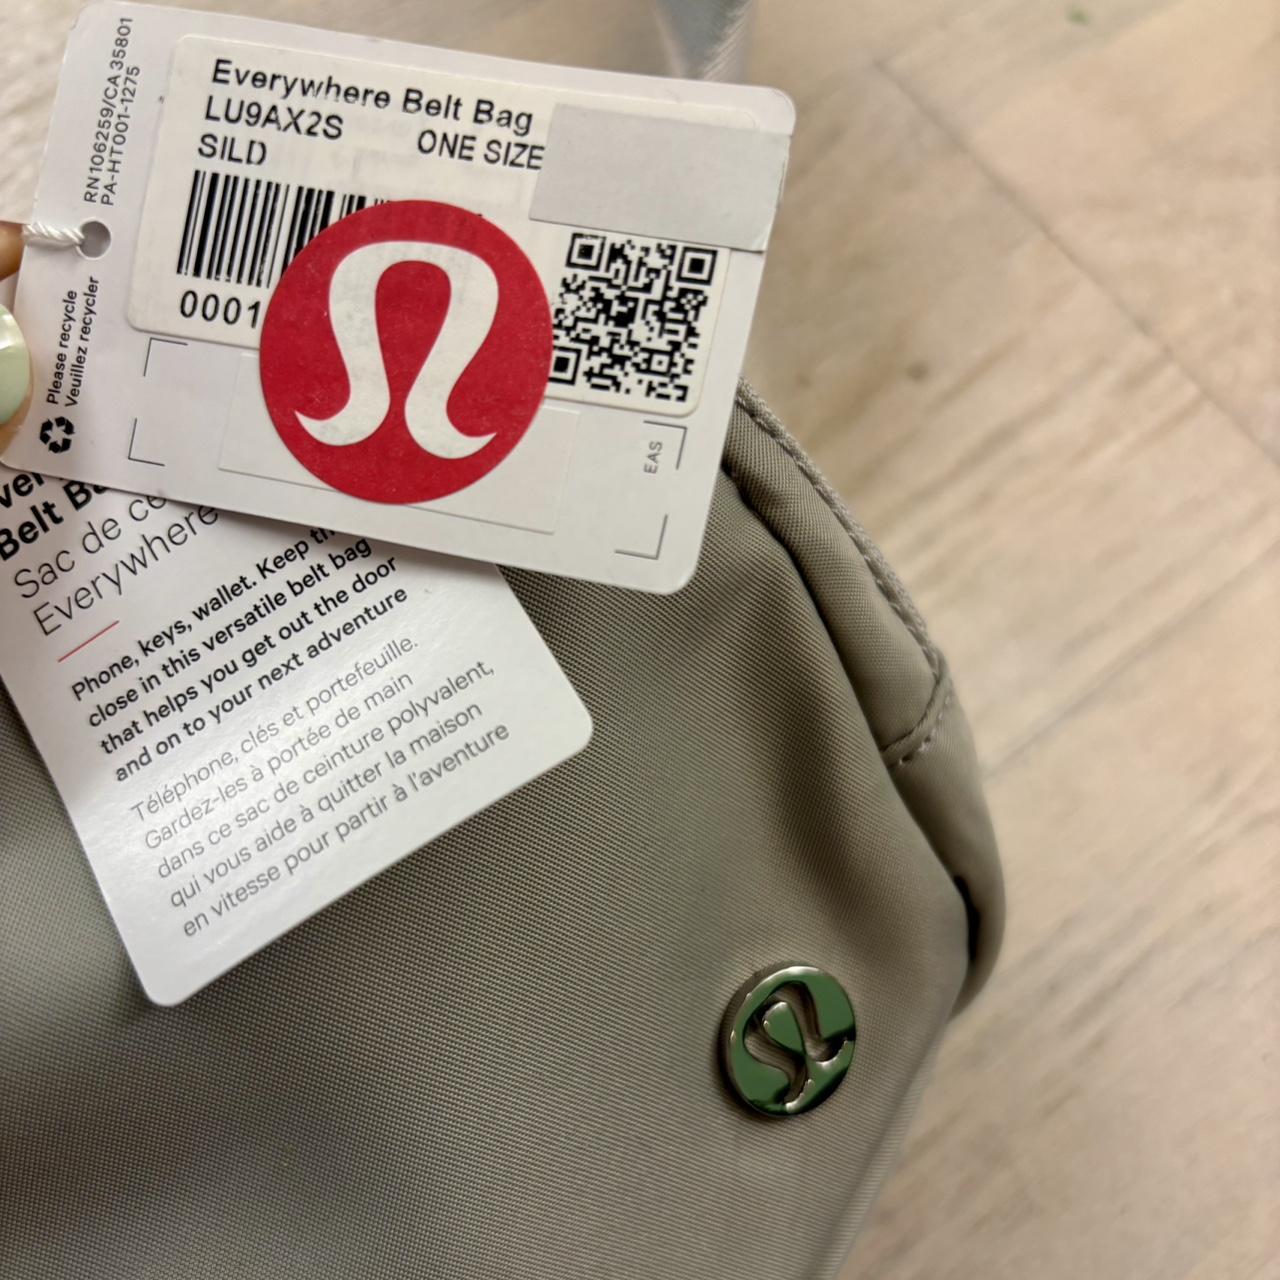 RN106259/CA 35801
PA-HT001-1275
Everywhere Belt Bag
LU9AX2S ONE SIZE
SILD
0001
Please recycle
Veuillez recycler
EAS
Belt
Sac de
Everywhere
Phone, keys, wallet. Keep
close in this versatile belt bag
that helps you get out the door
and on to your next adventure
Téléphone, clés et portefeuille.
Gardez-les à portée de main
dans ce sac de ceinture polyvalent,
qui vous aide à quitter la maison
en vitesse pour partir à l'aventure